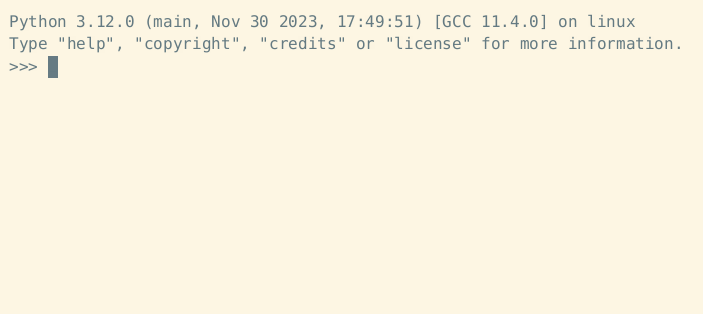 Python 3.12.0 (main, Nov 30 2023, 17:49:51) [GCC 11.4.0] on linux
Type "help", "copyright", "credits" or "license" for more information.
>>>